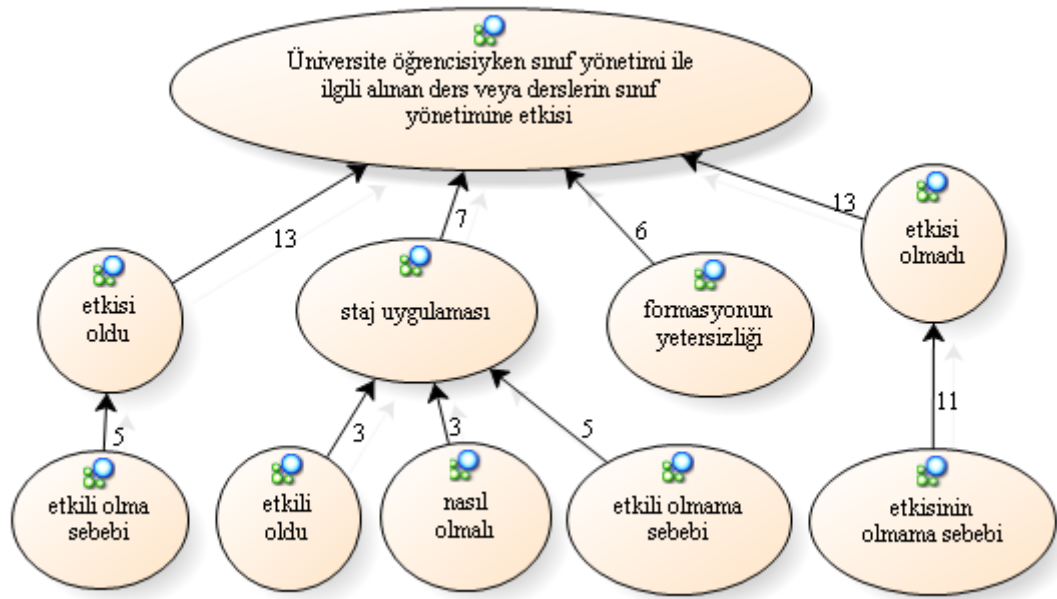 Üniversite öğrencisiyken sınıf yönetimi ile
ilgili alınan ders veya derslerin sınıf
yönetimine etkisi
13
7
6
13
etkisi
oldu
staj uygulaması
formasyonun
yetersizliği
etkisi
olmadı
5
3
3
5
11
etkili olma
sebebi
etkili
oldu
nasıl
olmalı
etkili olmama
sebebi
etkisinin
olmama sebebi